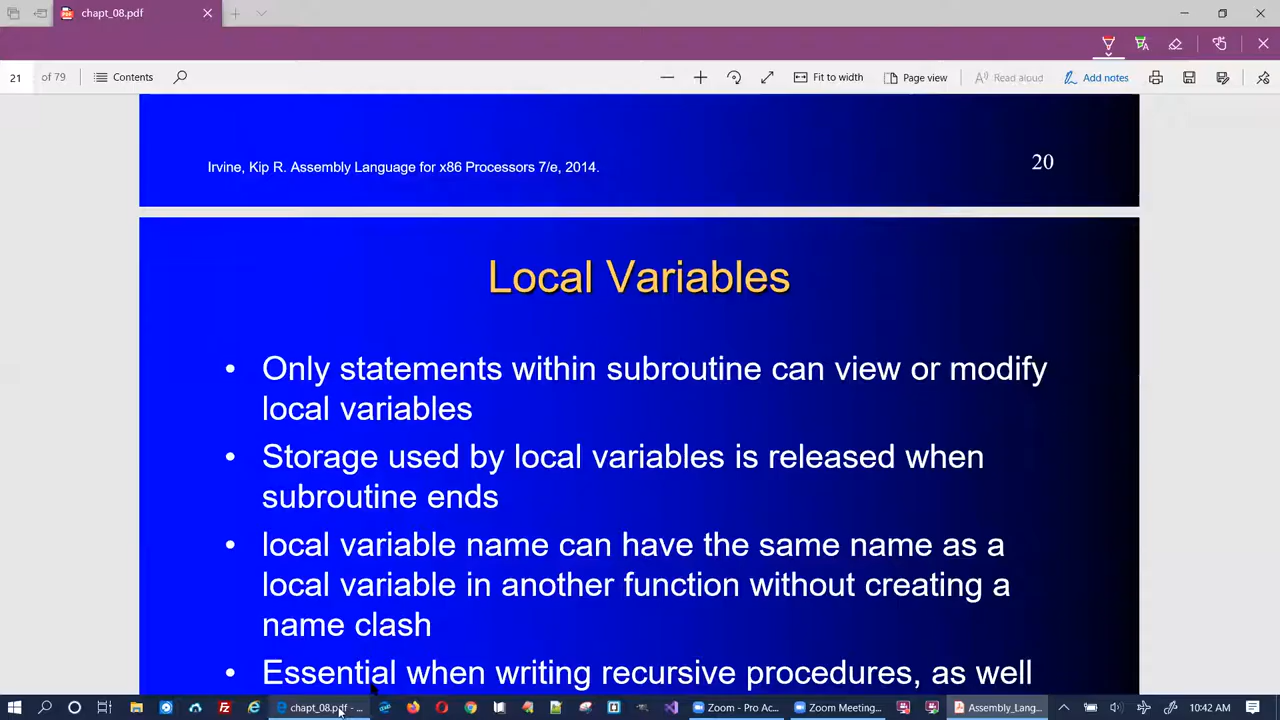 chapt_08.pdf
21 of 79 Contents Fit to width Page view Read aloud Add notes
Irvine, Kip R. Assembly Language for x86 Processors 7/e, 2014. 20
Local Variables
• Only statements within subroutine can view or modify
local variables
• Storage used by local variables is released when
subroutine ends
• local variable name can have the same name as a
local variable in another function without creating a
name clash
• Essential when writing recursive procedures, as well
chapt_08.pdf - ... Zoom - Pro Ac... Zoom Meeting... Assembly_Lang... 10:42 AM